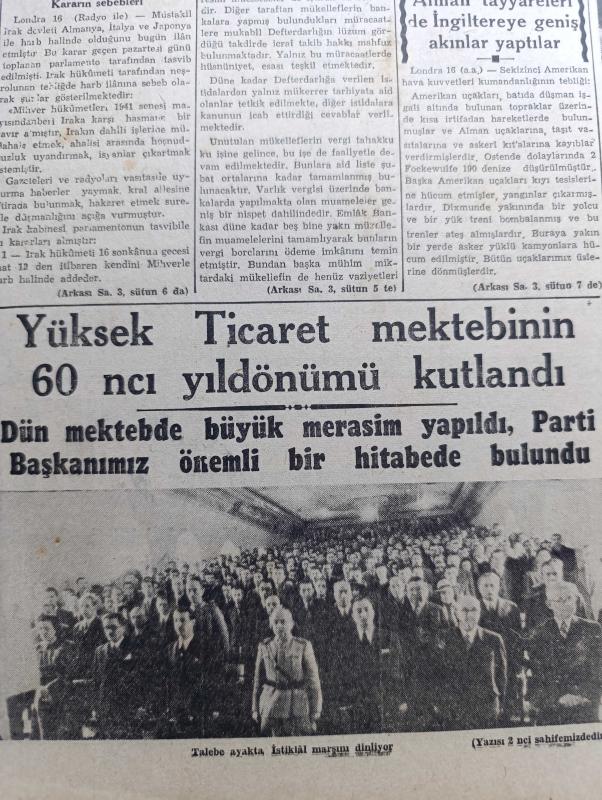 Kararın sebebleri
Londra 16 (Radyo ile) — Müstakil
Irak devleti Almanya, İtalya ve Japonya
ile harb halinde olduğunu bugün ilân
etmiştir. Bu karar geçen pazartesi günü
toplanan parlamento tarafından tasvib
edilmişti. Irak hükûmeti tarafından neş-
rolunan tebliğde harb ilânına sebeb ola-
rak şunlar gösterilmektedir:
«Mihver hükûmetleri 1941 senesi ma-
yısındanberi Iraka karşı hasmane bir
tavır almıştır. Irakın dahilî işlerine mü-
dahale etmek, ahalisi arasında hoşnud-
suzluk uyandırmak, isyanlar çıkartmak
istemiştir.
Gazeteleri ve radyoları vasıtasile uy-
durma haberler yaymak, kral ailesine
iftirada bulunmak, hakaret etmek sure-
tile düşmanlığını açığa vurmuştur.
Irak kabinesi parlamentonun tasvibile
şu kararları almıştır:
1 — Irak hükûmeti 16 sonkânun gecesi
saat 12 den itibaren kendini Mihverle
harb halinde addeder.
(Arkası Sa. 3, sütun 6 da)
dir. Diğer taraftan mükelleflerin ban-
kalara yapmış bulundukları müracaat-
lere mukabil Defterdarlığın lüzum gör-
düğü takdirde icraî takib hakkı mahfuz
bulunmaktadır. Yalnız bu müracaatlerde
hüsnüniyet, esası teşkil etmektedir.
Düne kadar Defterdarlığa verilen is-
tidalardan yalnız mükerrer tarhiyata aid
olanlar tetkik edilmekte, diğer istidalara
kanunun icab ettirdiği cevablar veril-
mektedir.
Unutulan mükelleflerin vergi tahakku
ku işine gelince, bu işe de faaliyetle de-
vam edilmektedir. Bunlara aid liste şu-
bat ortalarına kadar tamamlanmış bu-
lunacaktır. Varlık vergisi üzerinde ban-
kalarda yapılmakta olan muameleler ge-
niş bir nispet dahilindedir. Emlâk Ban-
kası düne kadar beş bine yakın mükelle-
fin muamelelerini tamamlıyarak bunların
vergi borclarını ödeme imkânını temin
etmiştir. Bundan başka mühim mik-
tardaki mükellefin de henüz vaziyetleri
(Arkası Sa. 3, sütun 5 te)
Alman tayyareleri
de İngiltereye geniş
akınlar yaptılar
Londra 16 (a.a.) — Sekizinci Amerikan
hava kuvvetleri kumandanlığının tebliği:
Amerikan uçakları, batıda düşman iş-
gali altında bulunan topraklar üzerin-
de kısa irtifadan hareketlerde bulun-
muşlar ve Alman uçaklarına, taşıt va-
sıtalarına ve askerî kıt'alarına kayıblar
verdirmişlerdir. Ostende dolaylarında 2
Fockewulfe 190 denize düşürülmüştür.
Başka Amerikan uçakları kıyı tesisleri-
ne hücum etmişler, yangınlar çıkarmış-
lardır. Dixmunde yakınında bir yolcu
ve bir yük treni bombalanmış ve bu
trenler ateş almışlardır. Buraya yakın
bir yerde asker yüklü kamyonlara hü-
cum edilmiştir. Bütün uçaklarımız üsle-
rine dönmüşlerdir.
(Arkası Sa. 3, sütun 7 de)
Yüksek Ticaret mektebinin
60 ncı yıldönümü kutlandı
Dün mektebde büyük merasim yapıldı, Parti
Başkanımız önemli bir hitabede bulundu
Talebe ayakta İstiklâl marşını dinliyor
(Yazısı 2 nci sahifemizdedir